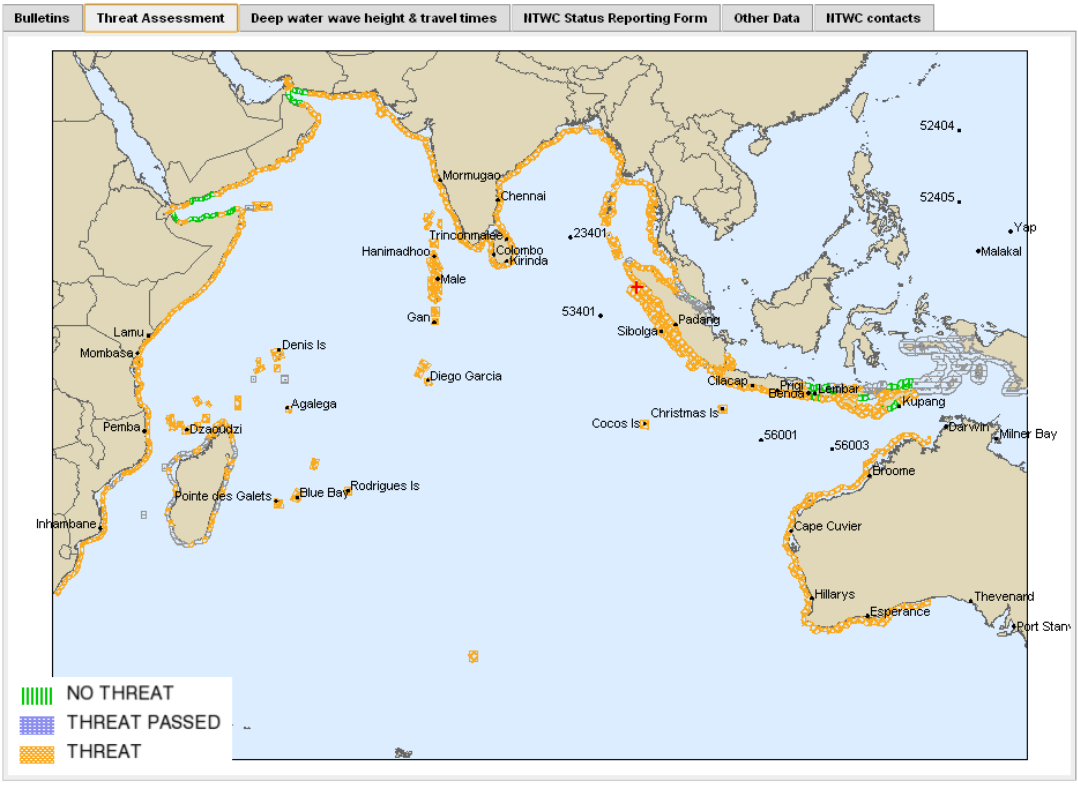 Bulletins
Threat Assessment
Deep water wave height & travel times
NTWC Status Reporting Form
Other Data
NTWC contacts
52404
52405
Yap
Malakal
Mormugao
Chennai
Trinconmalee
23401
Colombo
Kirinda
Hanimadhoo
Male
Gan
53401
Padang
Sibolga
Lamu
Mombasa
Denis Is
Diego Garcia
Cilacap
Prigi
Benoa
Lembar
Kupang
Agalega
Christmas Is
Cocos Is
56001
56003
Darwin
Milner Bay
Pemba
Dzaoudzi
Broome
Pointe des Galets
Blue Bay
Rodrigues Is
Inhambane
Cape Cuvier
Hillarys
Esperance
Thevenard
Port Stanv
NO THREAT
THREAT PASSED
THREAT